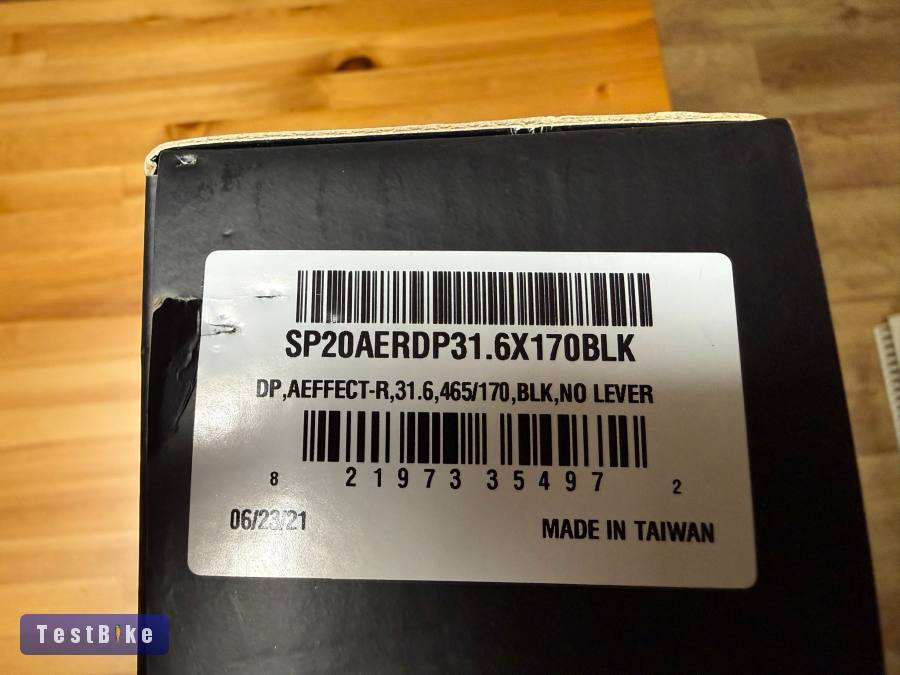 SP20AERDP31.6X170BLK
DP,AEFFECT-R,31.6,465/170,BLK,NO LEVER
8 21973 35497 2
06/23/21
MADE IN TAIWAN
TestBike